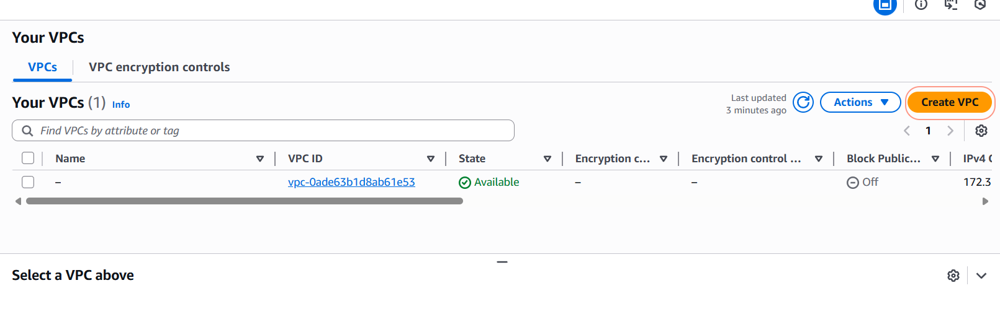 Your VPCs
VPCs
VPC encryption controls
Your VPCs (1) Info
Last updated
3 minutes ago
Actions
Create VPC
Find VPCs by attribute or tag
1
Name VPC ID State Encryption c... Encryption control ... Block Public... IPv4 C
– vpc-0ade63b1d8ab61e53 Available – – Off 172.3
Select a VPC above